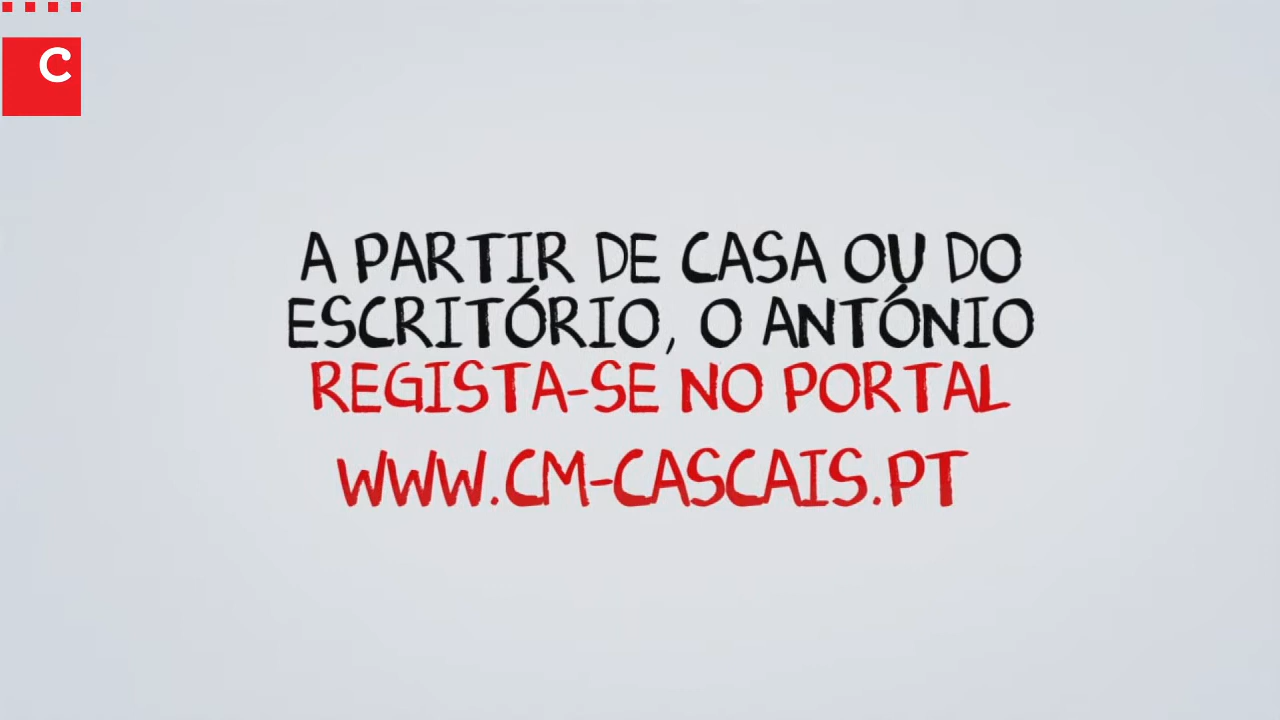 C
A PARTIR DE CASA OU DO
ESCRITÓRIO, O ANTÓNIO
REGISTA-SE NO PORTAL
WWW.CM-CASCAIS.PT